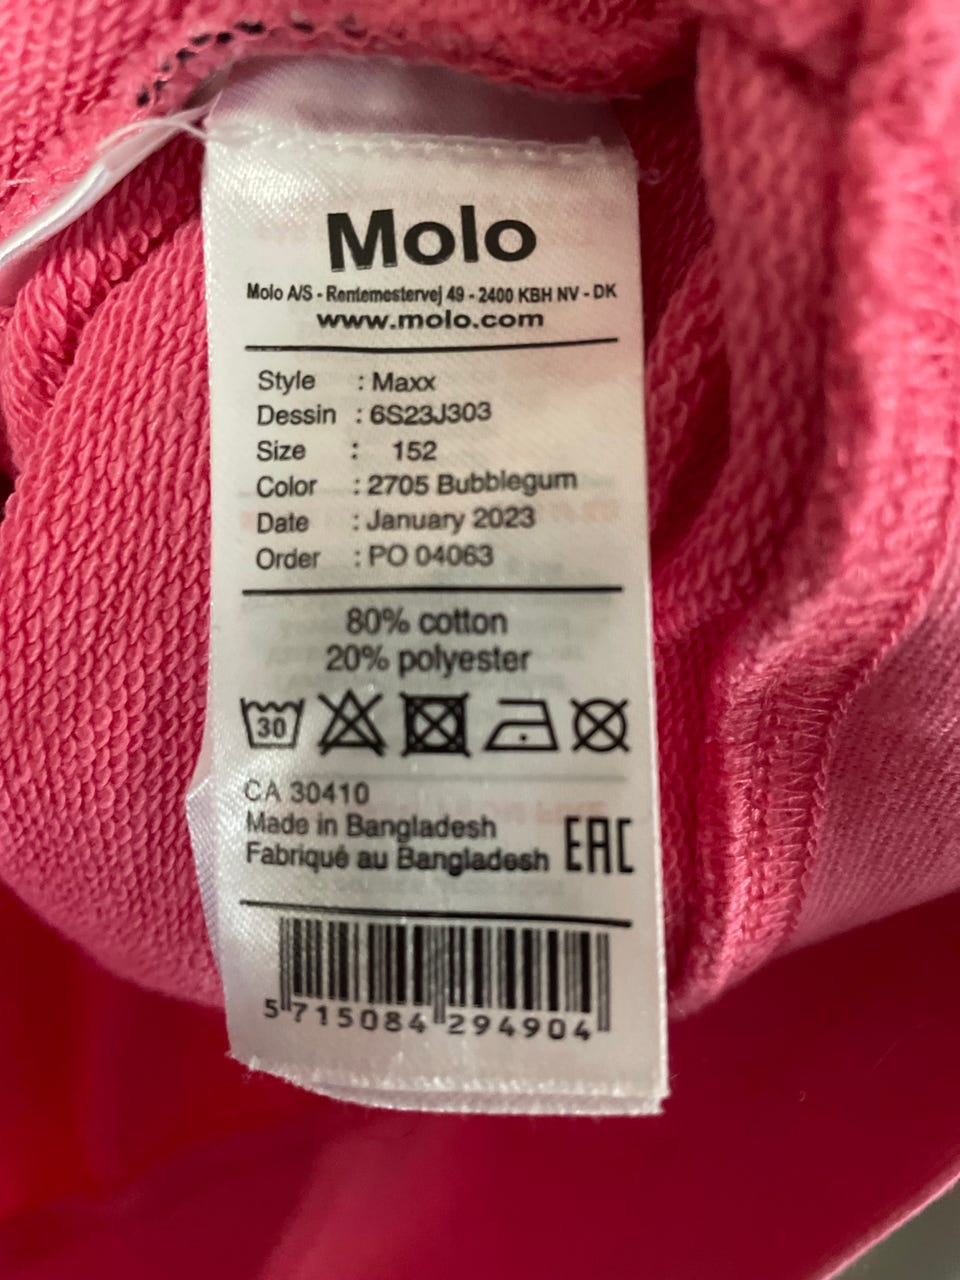 Molo
Molo A/S - Rentemestervej 49 - 2400 KBH NV - DK
www.molo.com
Style : Maxx
Dessin : 6S23J303
Size : 152
Color : 2705 Bubblegum
Date : January 2023
Order : PO 04063
80% cotton
20% polyester
30
CA 30410
Made in Bangladesh
Fabriqué au Bangladesh
EAC
5 715084 294904